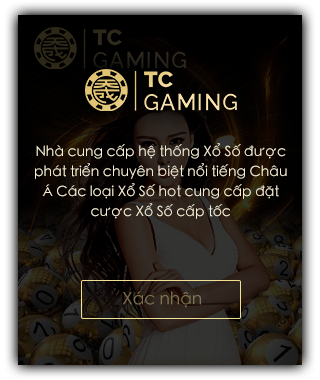 TC
GAMING
TC
GAMING
Nhà cung cấp hệ thống Xổ Số được
phát triển chuyên biệt nổi tiếng Châu
Á Các loại Xổ Số hot cung cấp đặt
cược Xổ Số cấp tốc
Xác nhận